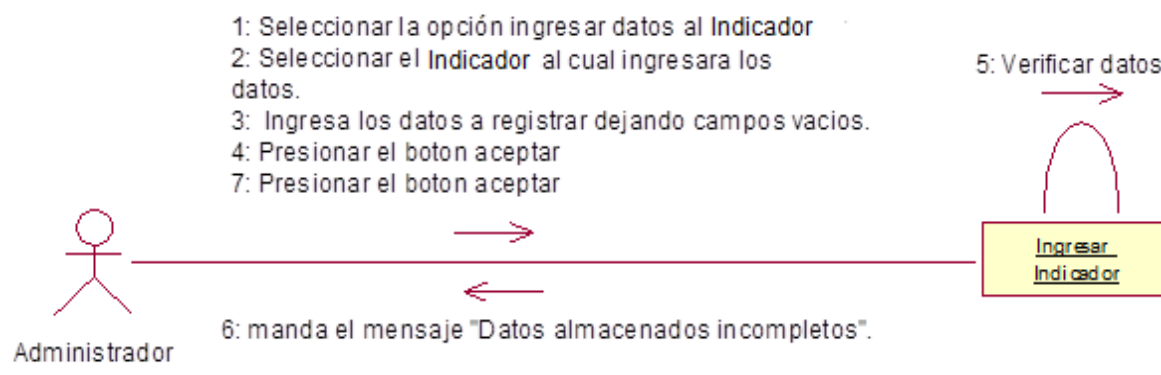 1: Seleccionar la opción ingresar datos al Indicador
2: Seleccionar el Indicador al cual ingresara los
datos.
3: Ingresa los datos a registrar dejando campos vacios.
4: Presionar el boton aceptar
7: Presionar el boton aceptar
5: Verificar datos
Ingresar
Indicador
6: manda el mensaje "Datos almacenados incompletos".
Administrador